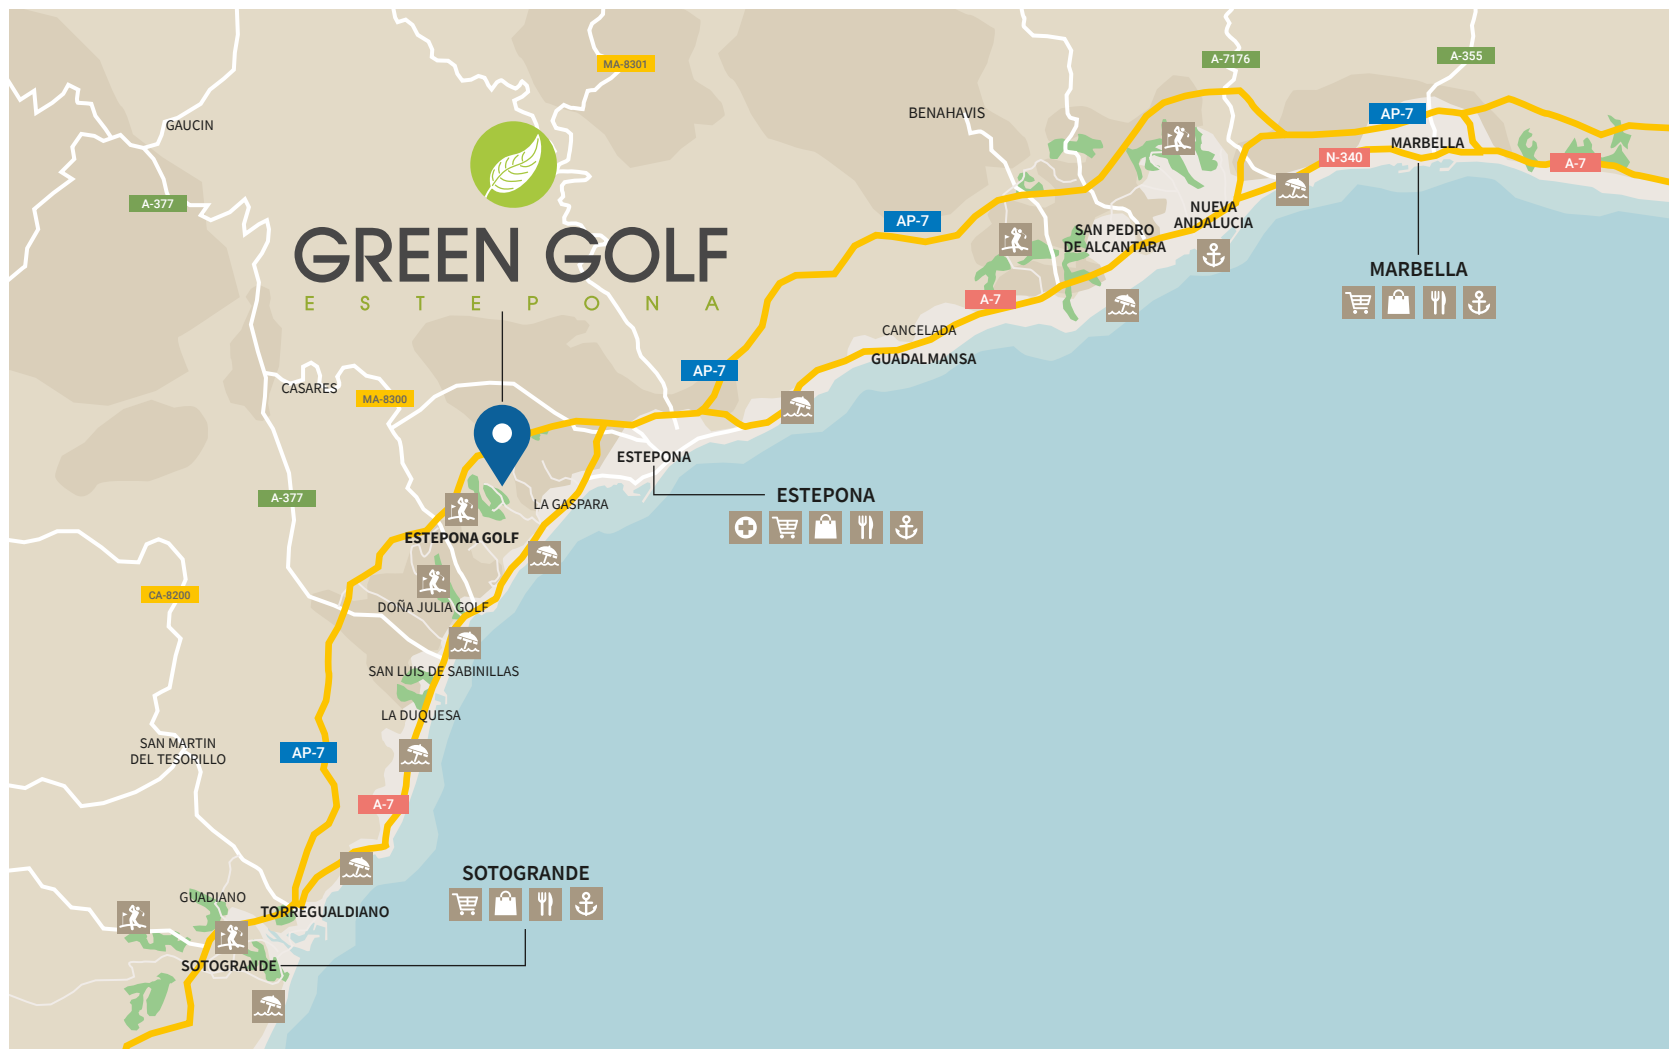 A-355
A-7176
MA-8301
AP-7
BENAHAVIS
GAUCIN
MARBELLA
N-340
A-7
A-377
NUEVA
ANDALUCIA
AP-7
SAN PEDRO
DE ALCANTARA
GREEN GOLF
ESTEPONA
MARBELLA
A-7
CANCELADA
GUADALMANSA
AP-7
CASARES
MA-8300
ESTEPONA
ESTEPONA
A-377
LA GASPARA
ESTEPONA GOLF
CA-8200
DOÑA JULIA GOLF
SAN LUIS DE SABINILLAS
LA DUQUESA
SAN MARTIN
DEL TESORILLO
AP-7
A-7
SOTOGRANDE
GUADIANO
TORREGUALDIANO
SOTOGRANDE